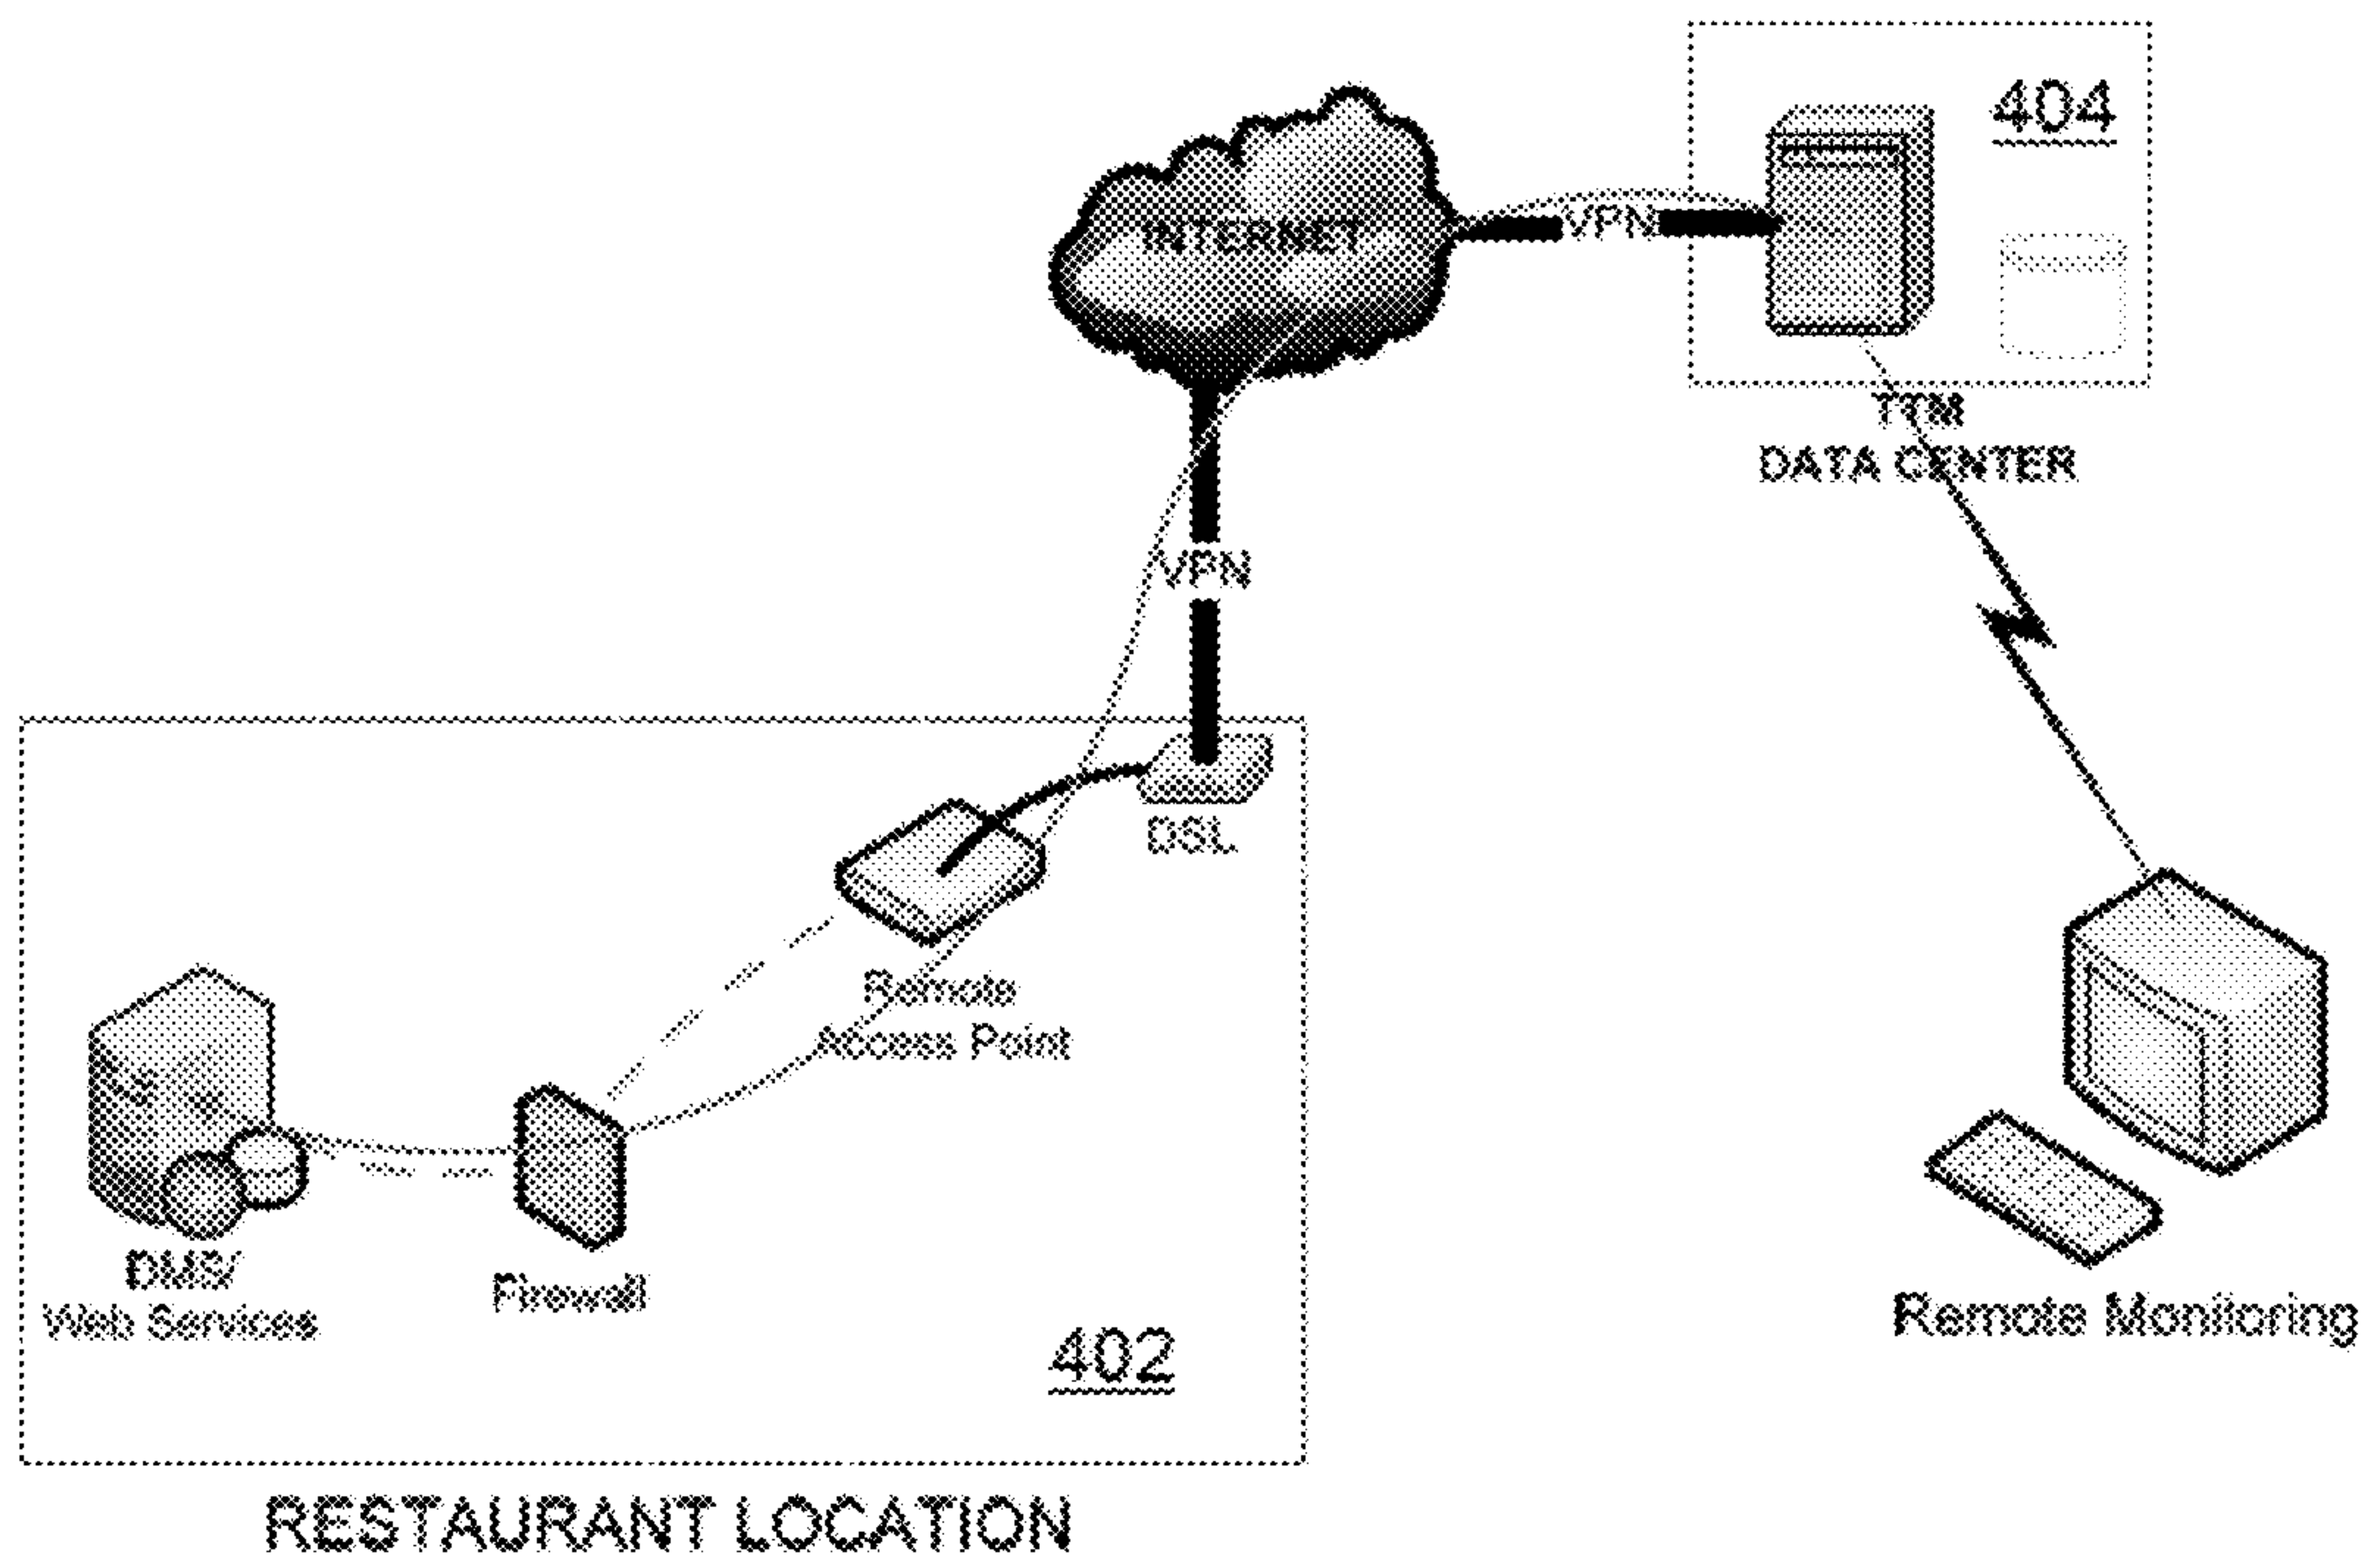 404
INTERNET
VPN
TTM
DATA CENTER
VPN
DSL
Remote
Access Point
DMB/
Web Services
Firewall
402
Remote Monitoring
RESTAURANT LOCATION